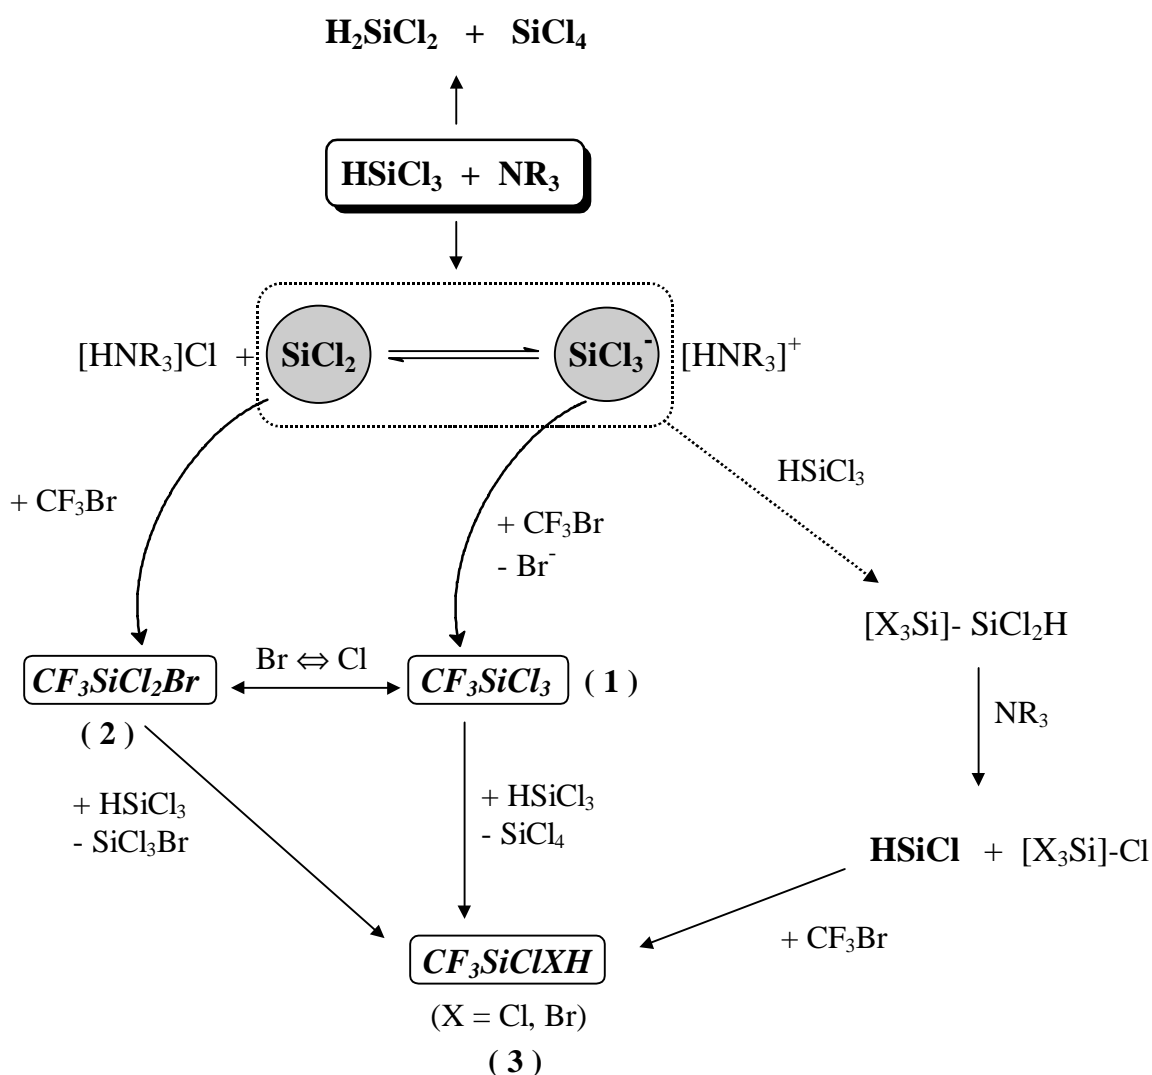 H₂SiCl₂ + SiCl₄
HSiCl₃ + NR₃
[HNR₃]Cl + SiCl₂ SiCl₃⁻ [HNR₃]⁺
HSiCl₃
+ CF₃Br
+ CF₃Br
- Br⁻
[X₃Si]- SiCl₂H
Br ⇔ Cl
CF₃SiCl₂Br CF₃SiCl₃ ( 1 )
NR₃
( 2 )
+ HSiCl₃
- SiCl₃Br
+ HSiCl₃
- SiCl₄
HSiCl + [X₃Si]-Cl
+ CF₃Br
CF₃SiClXH
(X = Cl, Br)
( 3 )